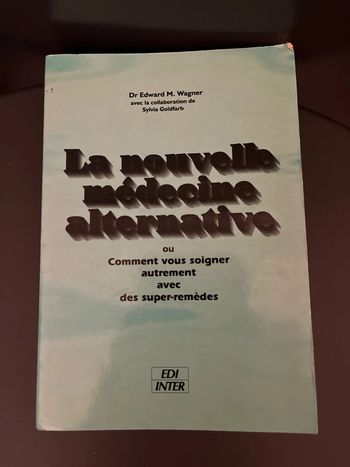 Dr Edward M. Wagner
avec la collaboration de
Sylvia Goldfarb
La nouvelle
médecine
alternative
ou
Comment vous soigner
autrement
avec
des super-remèdes
EDI
INTER